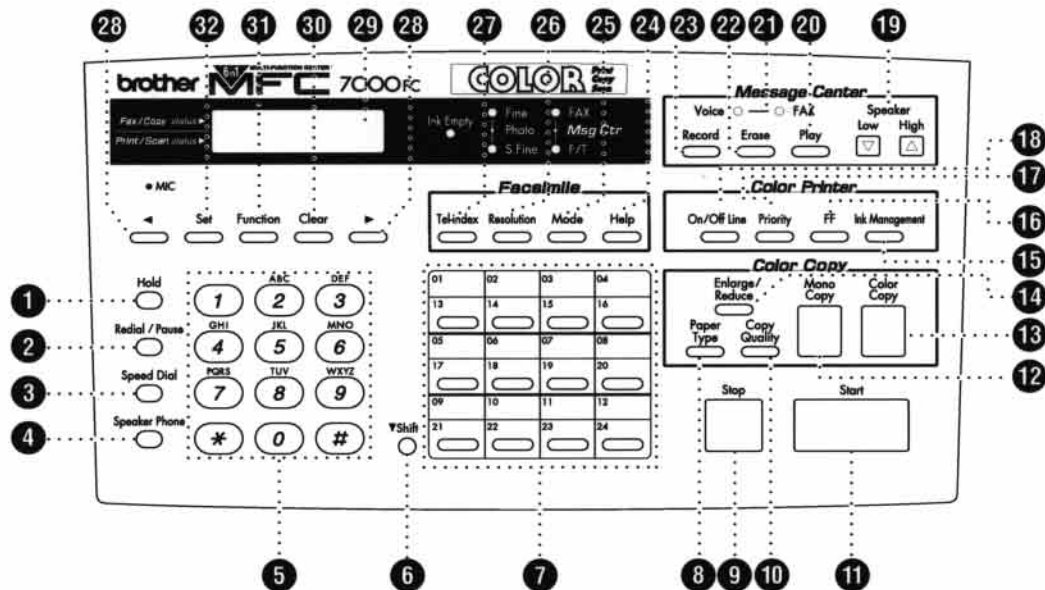 28 32 31 30 29 28 27 26 25 24 23 22 21 20 19
brother 5in1 MULTI-FUNCTION CENTER MFC 7000FC
COLOR Print Copy Scan
Message Center
Voice FAX Speaker
Low High
Record Erase Play
Fax/Copy status
Print/Scan status
Ink Empty
Fine FAX
Photo Msg Ctr
S.Fine F/T
18
17
MIC
Set Function Clear
Facsimile
Tel-index Resolution Mode Help
Color Printer
On/Off Line Priority FF Ink Management
16
15
Color Copy
Enlarge/ Reduce
Mono Copy
Color Copy
Paper Type
Copy Quality
14
13
12
1 Hold
2 Redial / Pause
3 Speed Dial
4 Speaker Phone
ABC DEF
1 2 3
GHI JKL MNO
4 5 6
PQRS TUV WXYZ
7 8 9
* 0 #
Shift
01 02 03 04
13 14 15 16
05 06 07 08
17 18 19 20
09 10 11 12
21 22 23 24
Stop Start
5 6 7 8 9 10 11